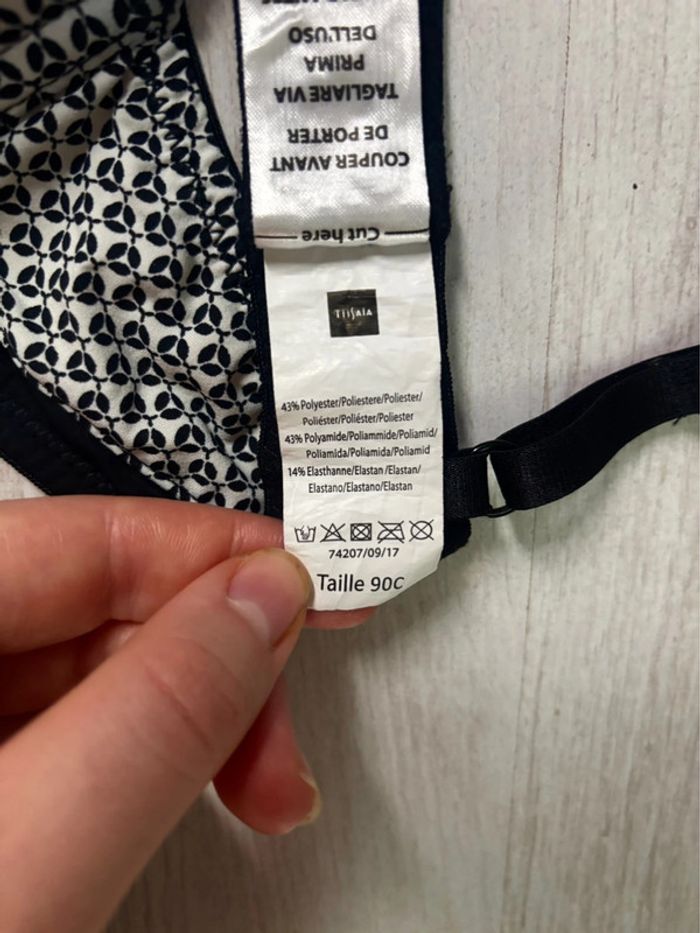 COUPER AVANT
DE PORTER
TAGLIARE VIA
PRIMA
DELL'USO
Cut here
TISSAIA
43% Polyester/Poliestere/Poliester/
Poliéster/Poliéster/Poliester
43% Polyamide/Poliammide/Poliamid/
Poliamida/Poliamida/Poliamid
14% Elasthanne/Elastan /Elastan/
Elastano/Elastano/Elastan
74207/09/17
Taille 90C